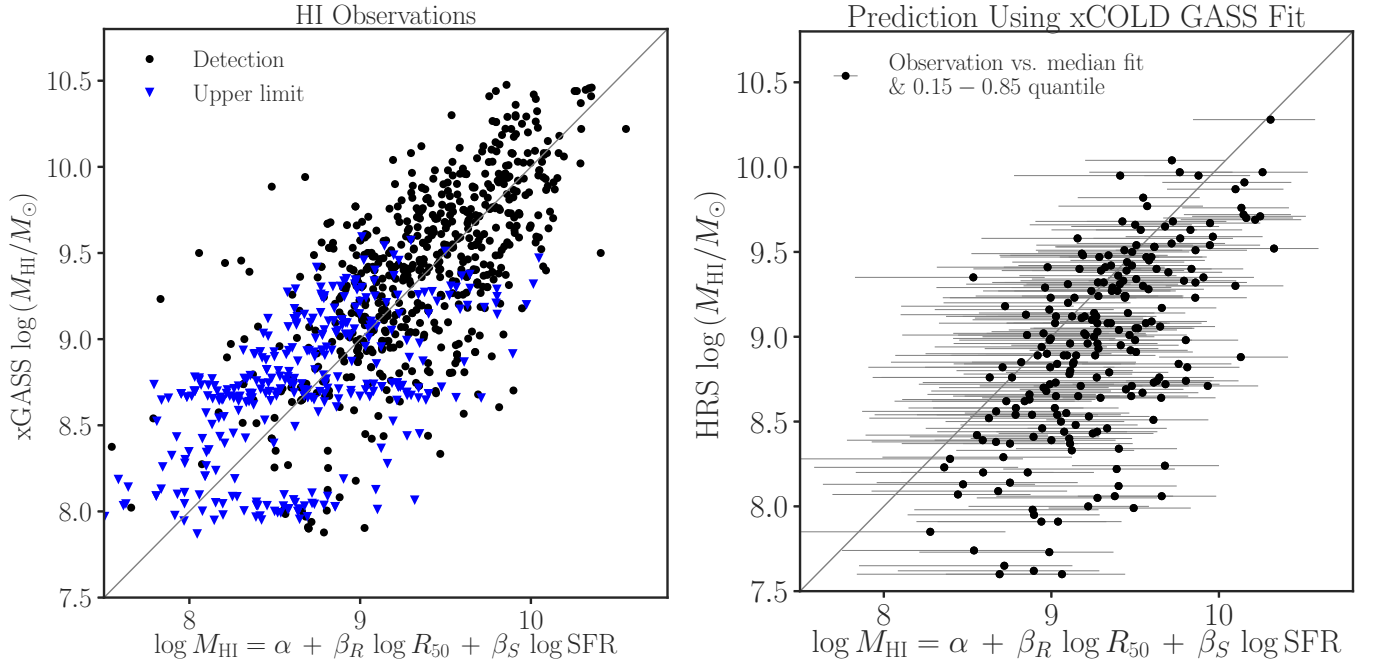 HI Observations
Detection
Upper limit
10.5
10.0
9.5
9.0
8.5
8.0
7.5
8 9 10
xGASS log (M_HI/M_⊙)
log M_HI = α + β_R log R_50 + β_S log SFR
Prediction Using xCOLD GASS Fit
Observation vs. median fit
& 0.15 − 0.85 quantile
10.5
10.0
9.5
9.0
8.5
8.0
7.5
8 9 10
HRS log (M_HI/M_⊙)
log M_HI = α + β_R log R_50 + β_S log SFR